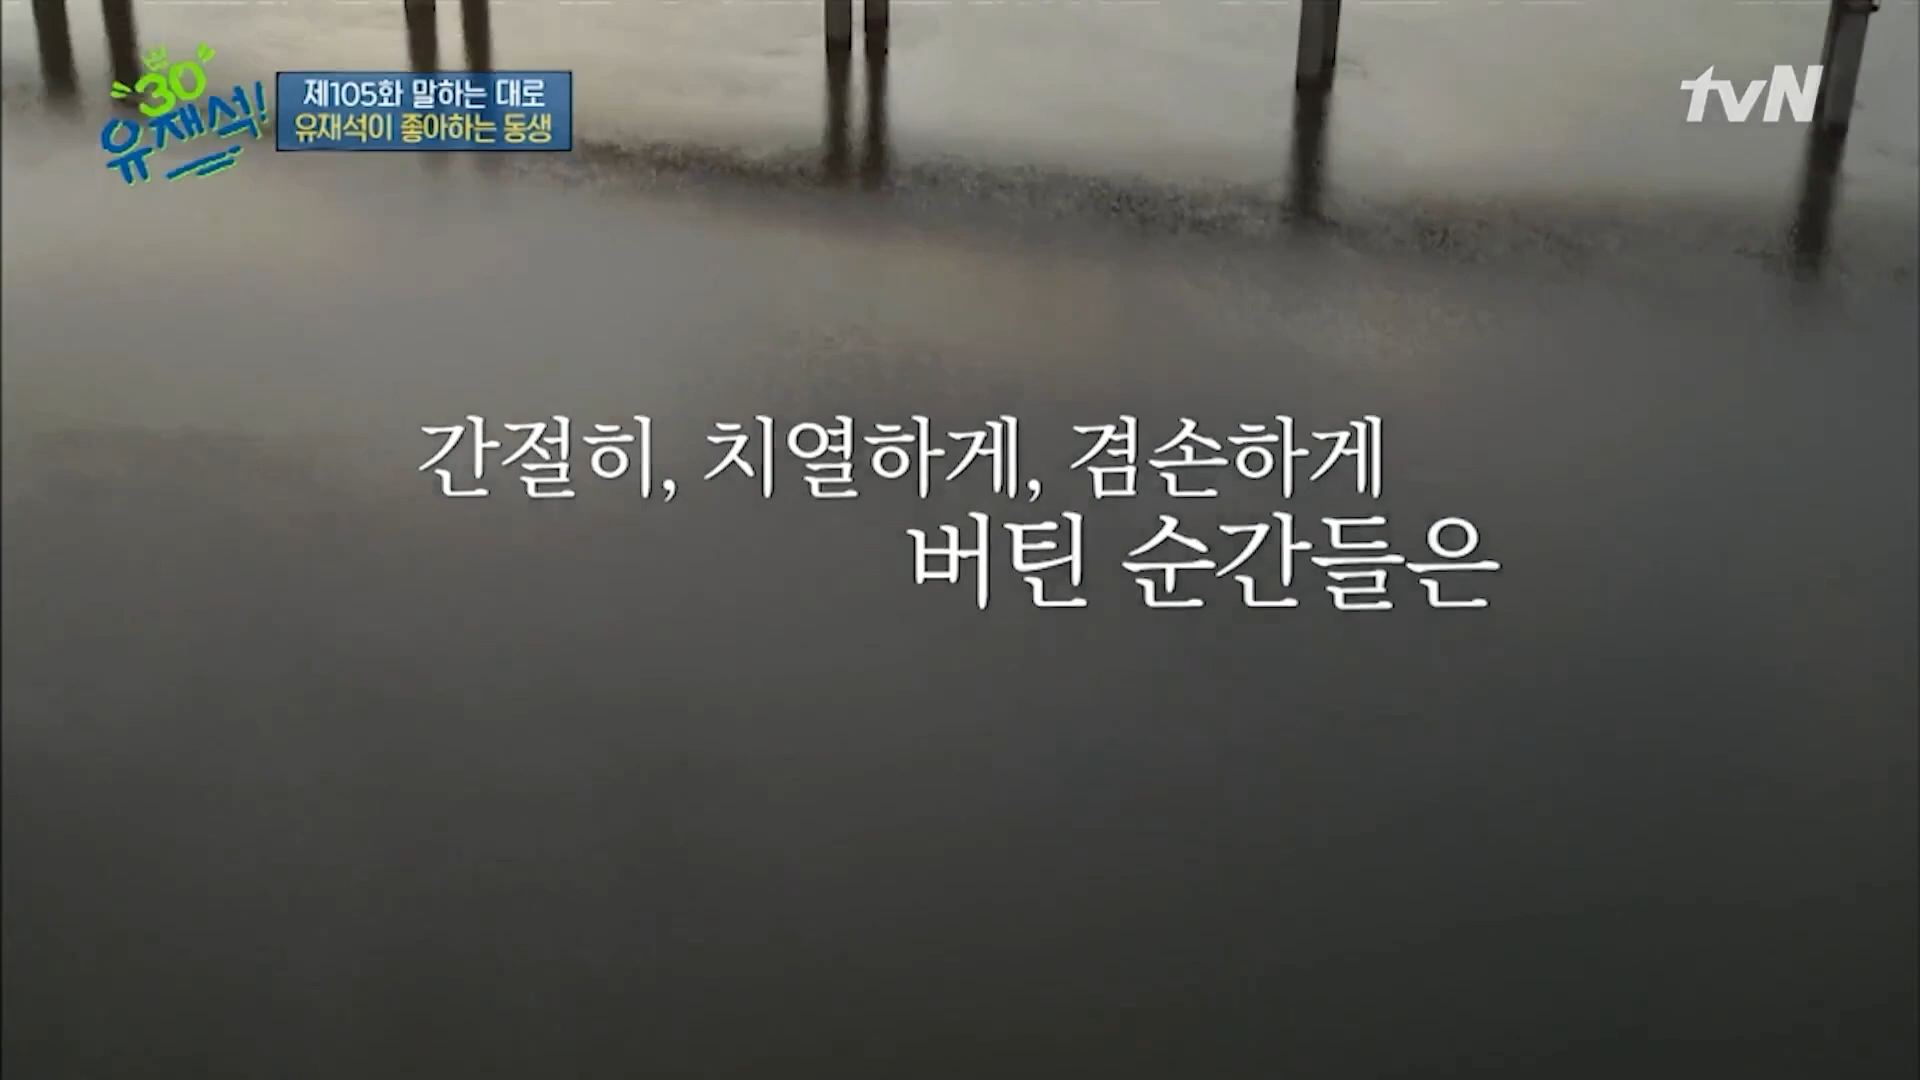 30
유재석!
제105화 말하는 대로
유재석이 좋아하는 동생
tvN
간절히, 치열하게, 겸손하게
버틴 순간들은